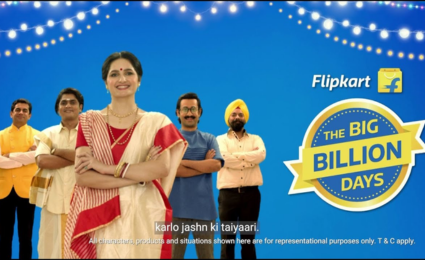 Flipkart
THE BIG
BILLION
DAYS
karlo jashn ki taiyaari.
All characters, products and situations shown here are for representational purposes only. T & C apply.